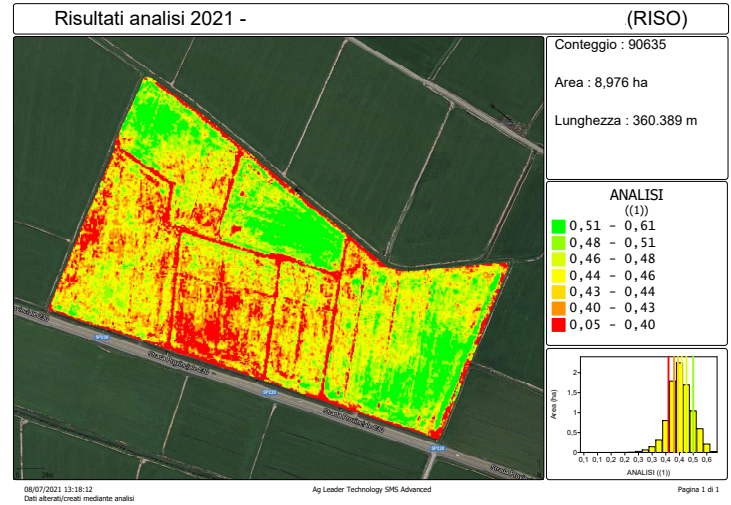 Risultati analisi 2021 - (RISO)
Conteggio : 90635
Area : 8,976 ha
Lunghezza : 360.389 m
ANALISI
((1))
0,51 - 0,61
0,48 - 0,51
0,46 - 0,48
0,44 - 0,46
0,43 - 0,44
0,40 - 0,43
0,05 - 0,40
SP230
SP230
SP230
Area (ha)
2
1,5
1
0,5
0
0,1 0,1 0,2 0,2 0,3 0,3 0,4 0,4 0,5 0,6
ANALISI ((1))
08/07/2021 13:18:12
Dati alterati/creati mediante analisi
Ag Leader Technology SMS Advanced
Pagina 1 di 1